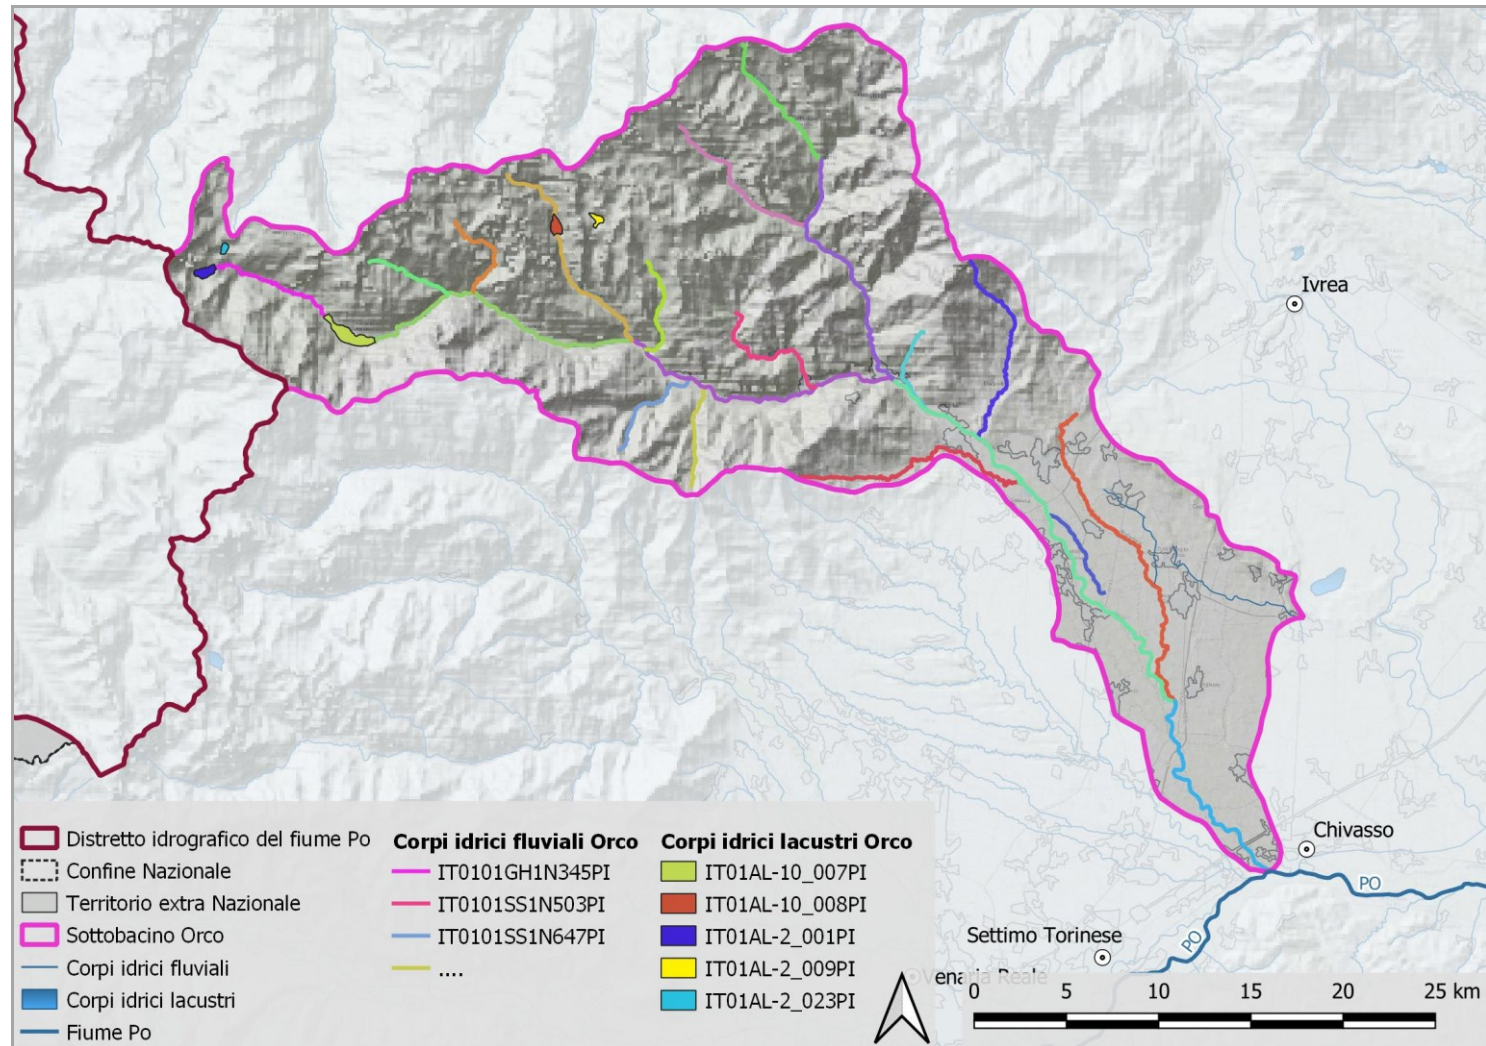 Ivrea
Chivasso
PO
Settimo Torinese
PO
Venaria Reale
Distretto idrografico del fiume Po
Confine Nazionale
Territorio extra Nazionale
Sottobacino Orco
Corpi idrici fluviali
Corpi idrici lacustri
Fiume Po
Corpi idrici fluviali Orco
IT0101GH1N345PI
IT0101SS1N503PI
IT0101SS1N647PI
....
Corpi idrici lacustri Orco
IT01AL-10_007PI
IT01AL-10_008PI
IT01AL-2_001PI
IT01AL-2_009PI
IT01AL-2_023PI
0 5 10 15 20 25 km